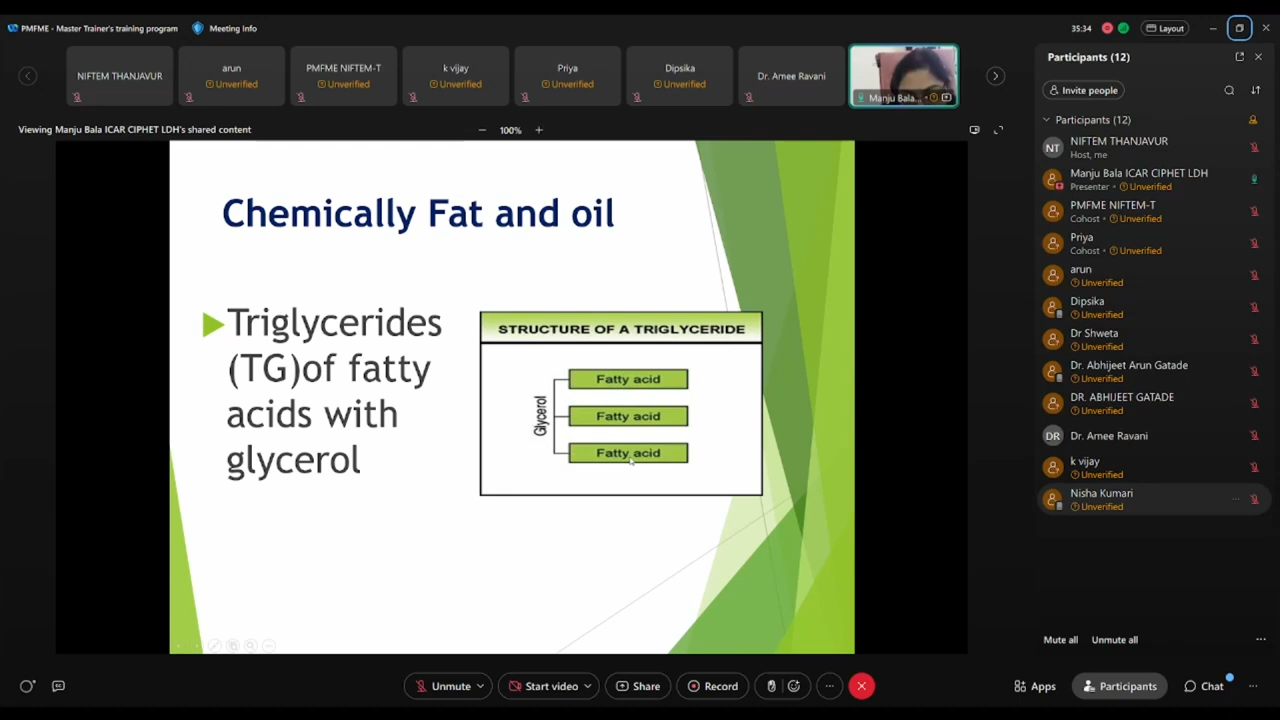 PMFME - Master Trainer's training program
Meeting Info
35:34
Layout
NIFTEM THANJAVUR
arun
Unverified
PMFME NIFTEM-T
Unverified
k vijay
Unverified
Priya
Unverified
Dipsika
Unverified
Dr. Amee Ravani
Manju Bala...
Viewing Manju Bala ICAR CIPHET LDH's shared content
100%
Chemically Fat and oil
Triglycerides
(TG)of fatty
acids with
glycerol
STRUCTURE OF A TRIGLYCERIDE
Glycerol
Fatty acid
Fatty acid
Fatty acid
Participants (12)
Invite people
Participants (12)
NT
NIFTEM THANJAVUR
Host, me
Manju Bala ICAR CIPHET LDH
Presenter • Unverified
PMFME NIFTEM-T
Cohost • Unverified
Priya
Cohost • Unverified
arun
Unverified
Dipsika
Unverified
Dr Shweta
Unverified
Dr. Abhijeet Arun Gatade
Unverified
DR. ABHIJEET GATADE
Unverified
DR
Dr. Amee Ravani
k vijay
Unverified
Nisha Kumari
Unverified
Mute all
Unmute all
Unmute
Start video
Share
Record
Apps
Participants
Chat